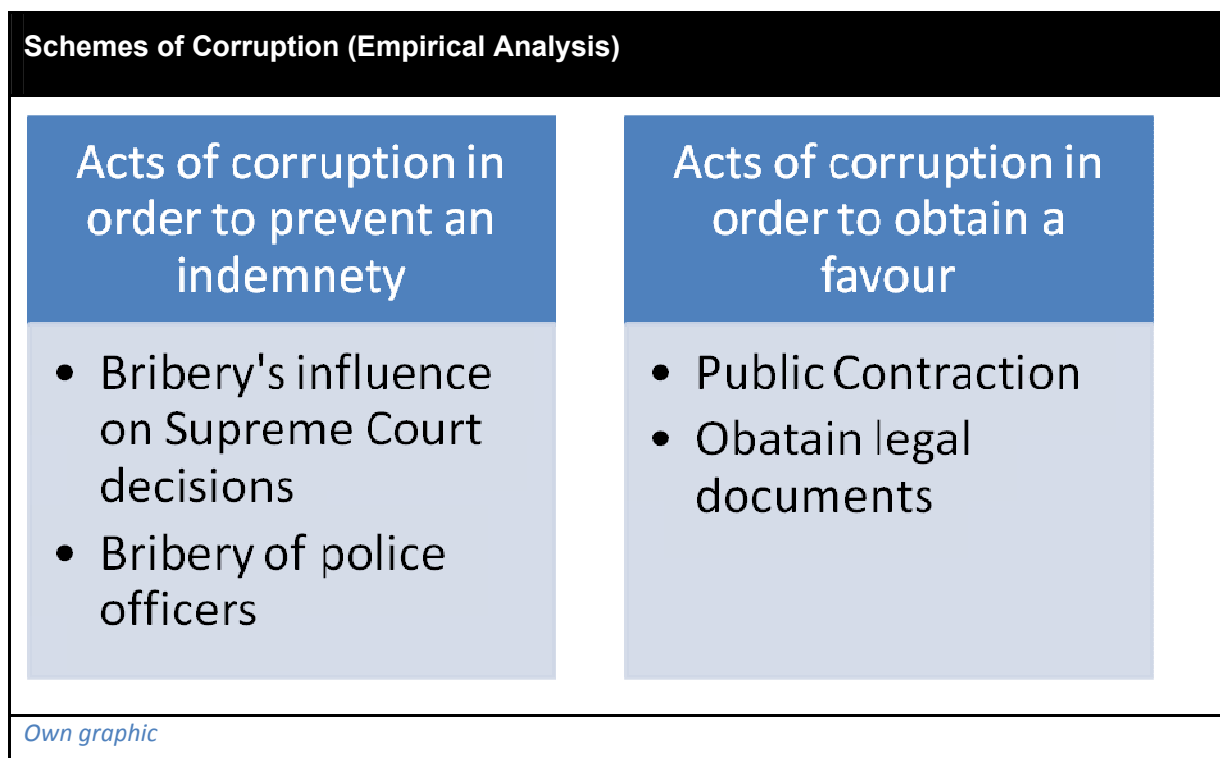 Schemes of Corruption (Empirical Analysis)
Acts of corruption in
order to prevent an
indemnety
• Bribery's influence
on Supreme Court
decisions
• Bribery of police
officers
Acts of corruption in
order to obtain a
favour
• Public Contraction
• Obatain legal
documents
Own graphic